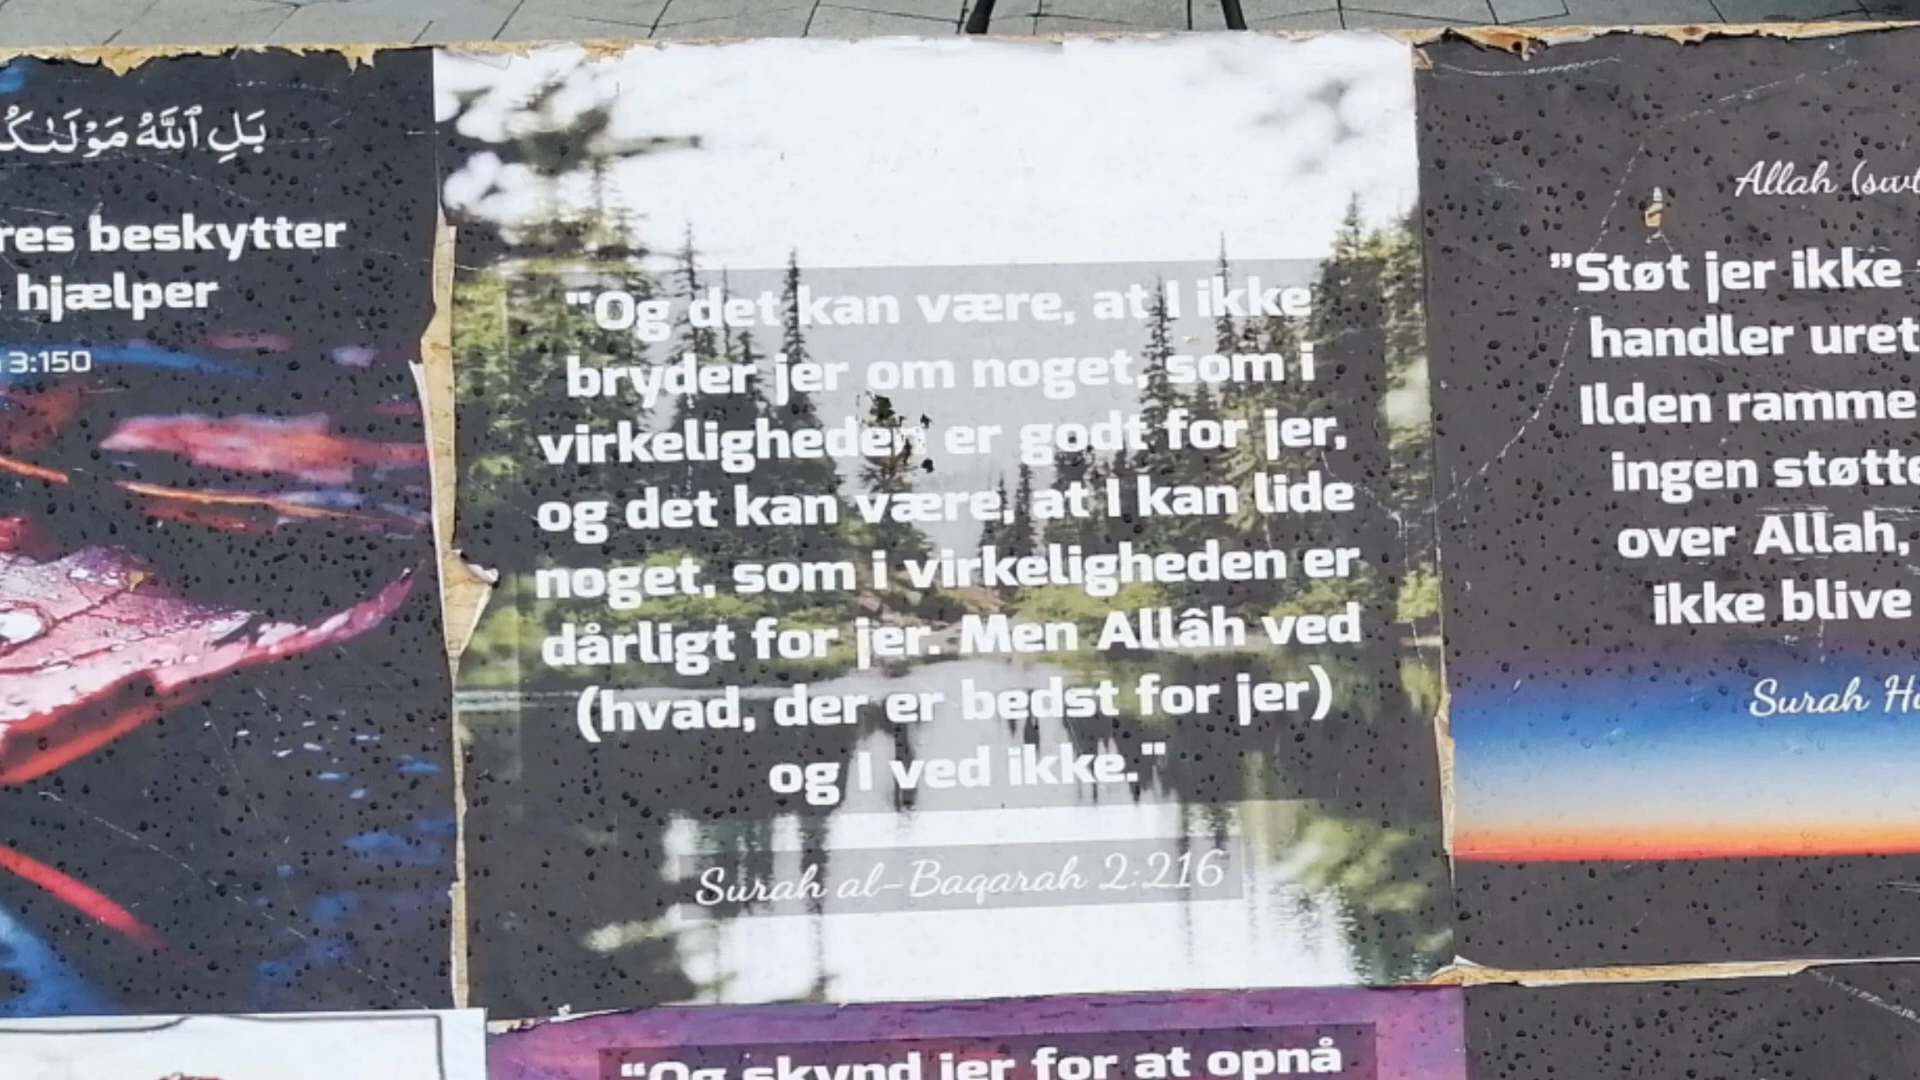 بَلِ ٱللَّهُ
res beskytter
hjælper
3:150
"Og det kan være, at I ikke
bryder jer om noget, som i
virkeligheden er godt for jer,
og det kan være, at I kan lide
noget, som i virkeligheden er
dårligt for jer. Men Allâh ved
(hvad, der er bedst for jer)
og I ved ikke."
Surah al-Baqarah 2:216
Allah (swt
"Støt jer ikke
handler uret
Ilden ramme
ingen støtte
over Allah,
ikke blive
Surah H
“Og skynd jer for at opnå